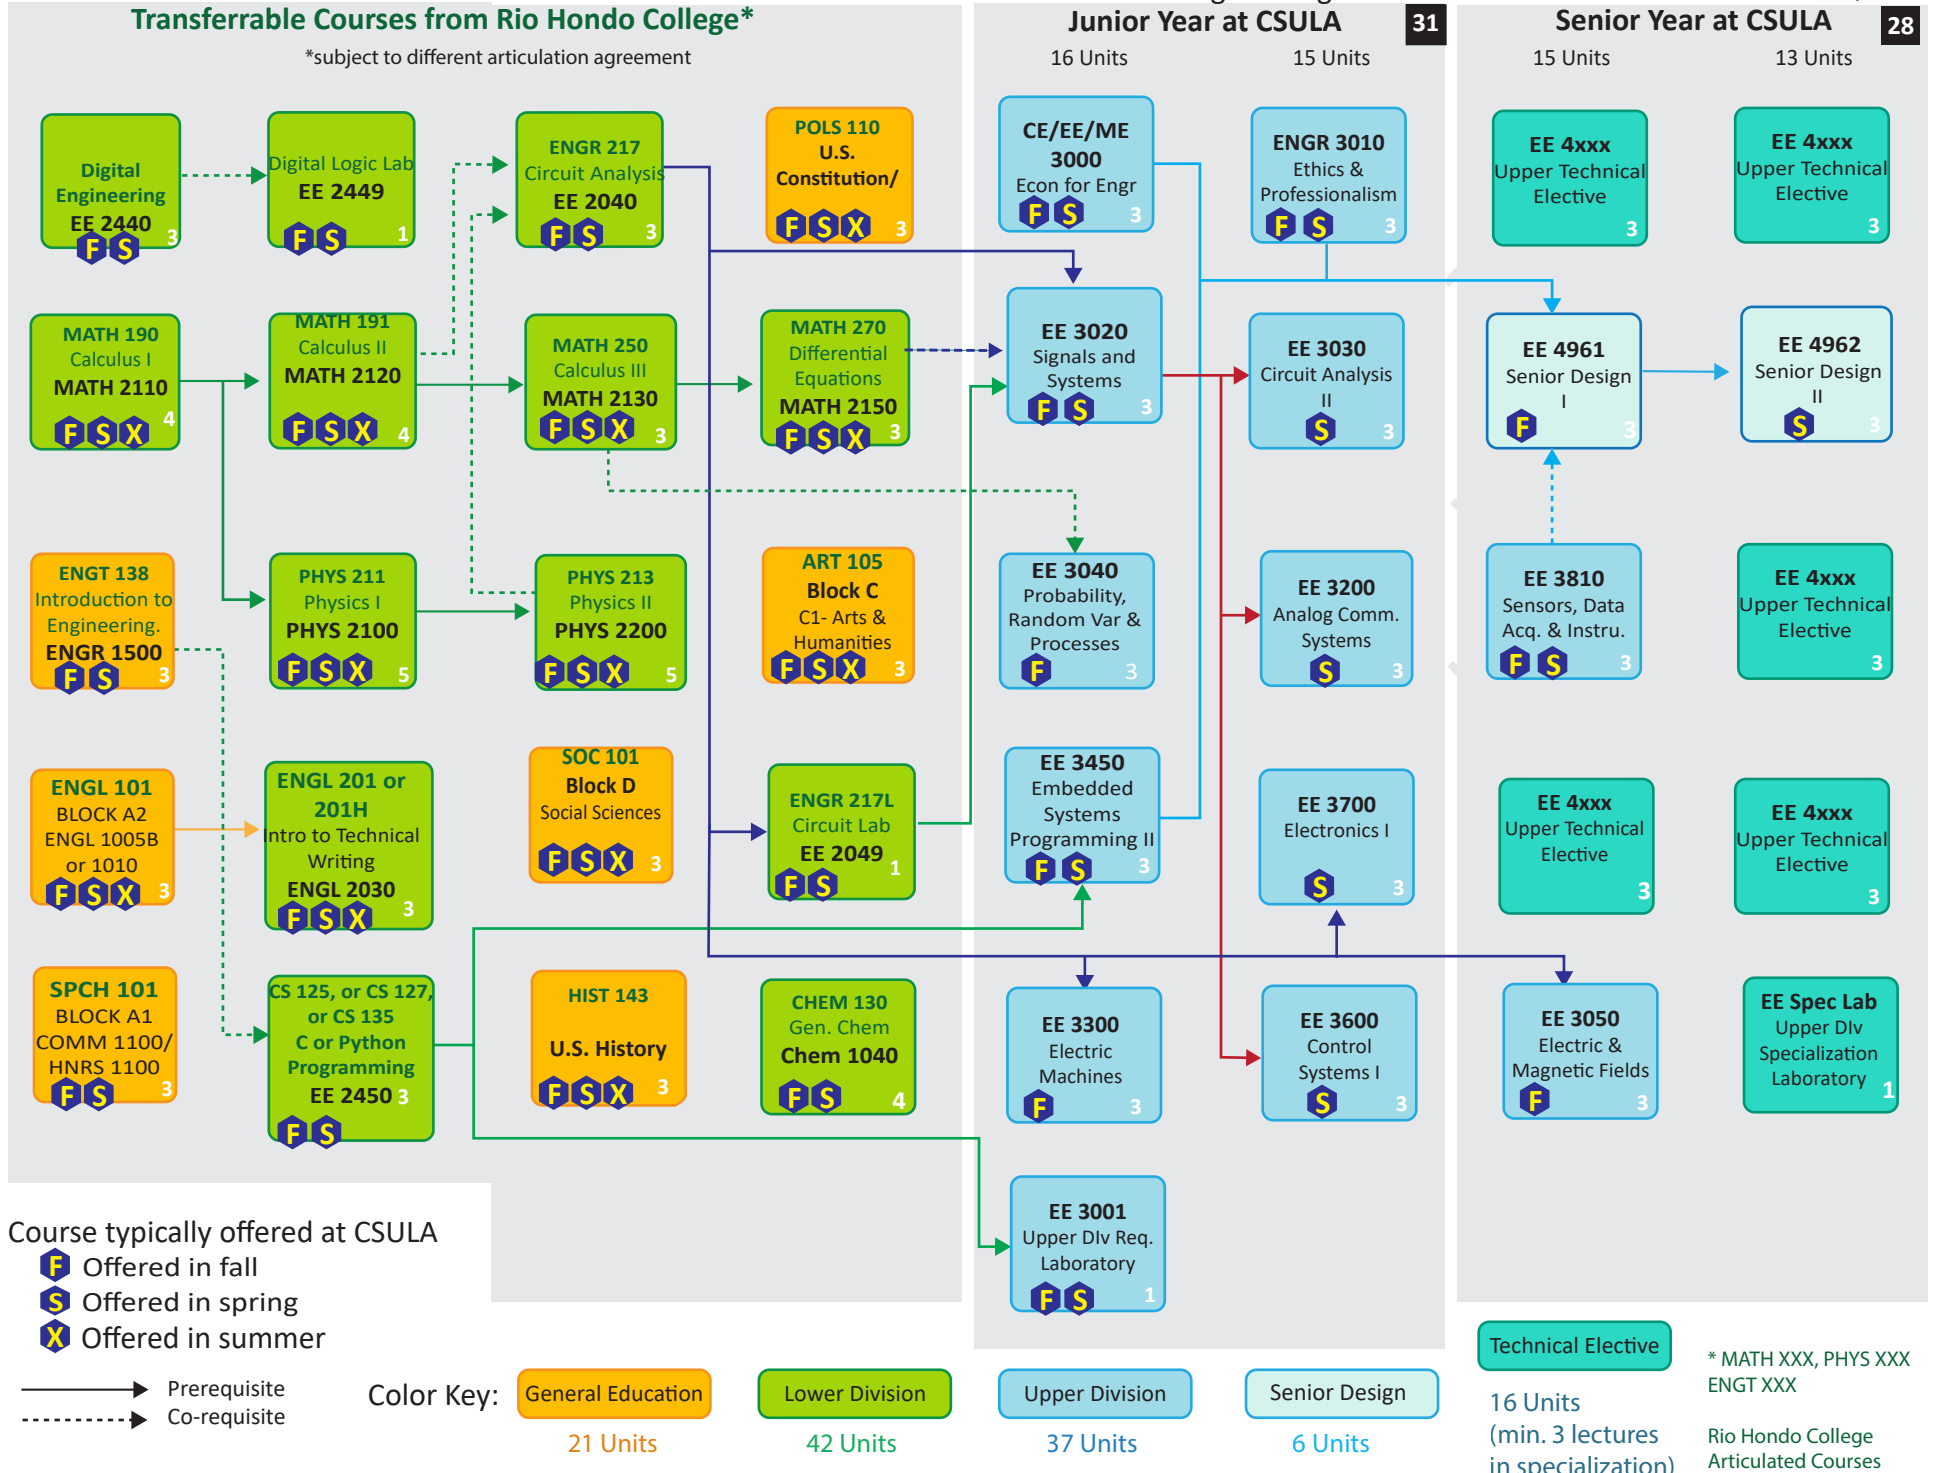 Transferrable Courses from Rio Hondo College*
*subject to different articulation agreement
Junior Year at CSULA
31
16 Units
15 Units
Senior Year at CSULA
28
15 Units
13 Units
Digital
Engineering
EE 2440
3
F S
Digital Logic Lab
EE 2449
F S
1
ENGR 217
Circuit Analysis
EE 2040
F S
3
POLS 110
U.S.
Constitution/
F S X
3
CE/EE/ME
3000
Econ for Engr
F S
3
ENGR 3010
Ethics &
Professionalism
F S
3
EE 4xxx
Upper Technical
Elective
3
EE 4xxx
Upper Technical
Elective
3
MATH 190
Calculus I
MATH 2110
F S X
4
MATH 191
Calculus II
MATH 2120
F S X
4
MATH 250
Calculus III
MATH 2130
F S X
3
MATH 270
Differential
Equations
MATH 2150
F S X
3
EE 3020
Signals and
Systems
F S
3
EE 3030
Circuit Analysis
II
S
3
EE 4961
Senior Design
I
F
3
EE 4962
Senior Design
II
S
3
ENGT 138
Introduction to
Engineering.
ENGR 1500
F S
3
PHYS 211
Physics I
PHYS 2100
F S X
5
PHYS 213
Physics II
PHYS 2200
F S X
5
ART 105
Block C
C1- Arts &
Humanities
F S X
3
EE 3040
Probability,
Random Var &
Processes
F
3
EE 3200
Analog Comm.
Systems
S
3
EE 3810
Sensors, Data
Acq. & Instru.
F S
3
EE 4xxx
Upper Technical
Elective
3
ENGL 101
BLOCK A2
ENGL 1005B
or 1010
F S X
3
ENGL 201 or
201H
Intro to Technical
Writing
ENGL 2030
F S X
3
SOC 101
Block D
Social Sciences
F S X
3
ENGR 217L
Circuit Lab
EE 2049
F S
1
EE 3450
Embedded
Systems
Programming II
F S
3
EE 3700
Electronics I
S
3
EE 4xxx
Upper Technical
Elective
3
EE 4xxx
Upper Technical
Elective
3
SPCH 101
BLOCK A1
COMM 1100/
HNRS 1100
F S
3
CS 125, or CS 127,
or CS 135
C or Python
Programming
EE 2450 3
F S
HIST 143
U.S. History
F S X
3
CHEM 130
Gen. Chem
Chem 1040
F S
4
EE 3300
Electric
Machines
F
3
EE 3600
Control
Systems I
S
3
EE 3050
Electric &
Magnetic Fields
F
3
EE Spec Lab
Upper DIv
Specialization
Laboratory
1
EE 3001
Upper DIv Req.
Laboratory
F S
1
Course typically offered at CSULA
F Offered in fall
S Offered in spring
X Offered in summer
Prerequisite
Co-requisite
Color Key:
General Education
21 Units
Lower Division
42 Units
Upper Division
37 Units
Senior Design
6 Units
Technical Elective
16 Units
(min. 3 lectures
in specialization)
* MATH XXX, PHYS XXX
ENGT XXX
Rio Hondo College
Articulated Courses